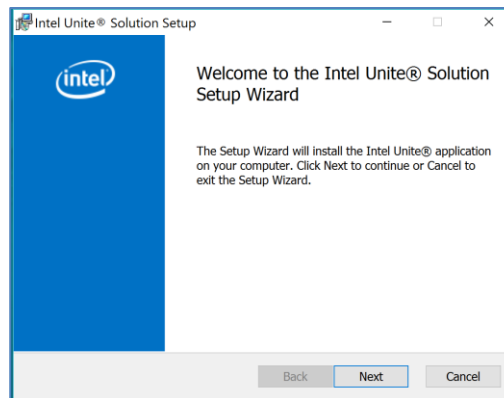 Intel Unite® Solution Setup
intel
Welcome to the Intel Unite® Solution
Setup Wizard
The Setup Wizard will install the Intel Unite® application
on your computer. Click Next to continue or Cancel to
exit the Setup Wizard.
Back
Next
Cancel